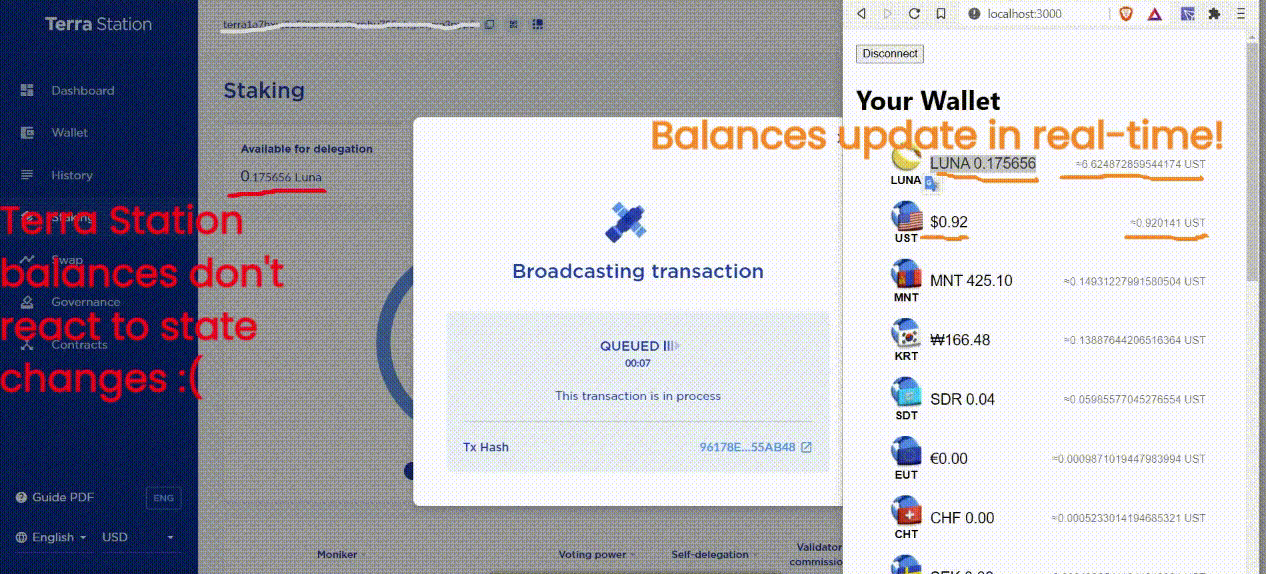 Terra Station
Dashboard
Wallet
History
Staking
Swap
Governance
Contracts
Terra Station
balances don't
react to state
changes :(
Guide PDF
ENG
English
USD
Staking
Available for delegation
0.175656 Luna
Moniker
Voting power
Self-delegation
Validator
commissio
Broadcasting transaction
QUEUED
00:07
This transaction is in process
Tx Hash 96178E...55AB48
localhost:3000
Disconnect
Your Wallet
Balances update in real-time!
LUNA 0.175656 ≈6.624872859544174 UST
LUNA
$0.92 ≈0.920141 UST
UST
MNT 425.10 ≈0.14931227991580504 UST
MNT
₩166.48 ≈0.13887644206516364 UST
KRT
SDR 0.04 ≈0.05985577045276554 UST
SDT
€0.00 ≈0.0009871019447983994 UST
EUT
CHF 0.00 ≈0.0005233014194685321 UST
CHT